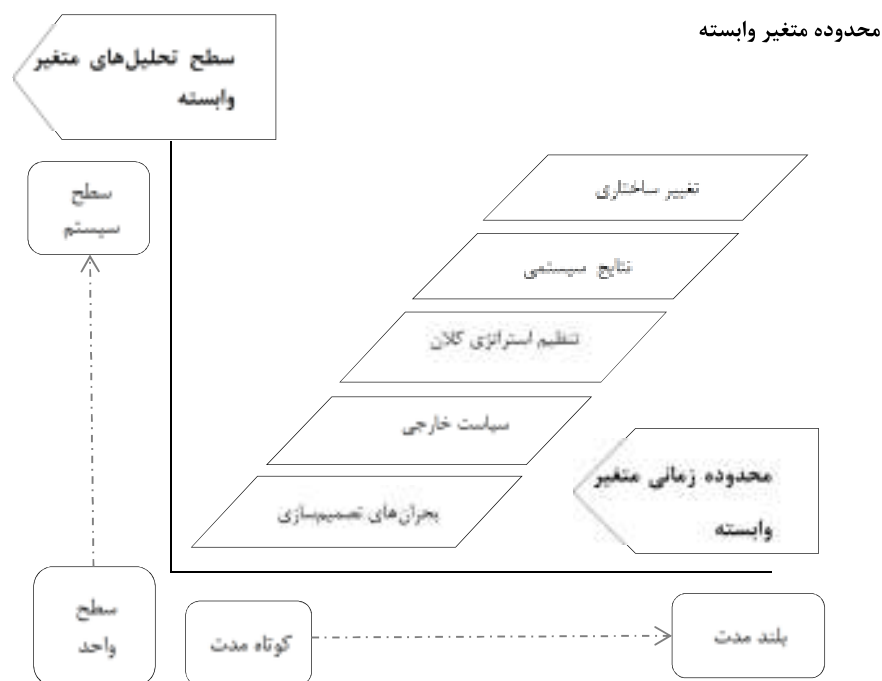 محدوده متغیر وابسته
سطح تحلیل‌های متغیر
وابسته
سطح
سیستم
تغییر ساختاری
نتایج سیستمی
تنظیم استراتژی کلان
سیاست خارجی
بحران‌های تصمیم‌سازی
محدوده زمانی متغیر
وابسته
سطح
واحد
کوتاه مدت
بلند مدت